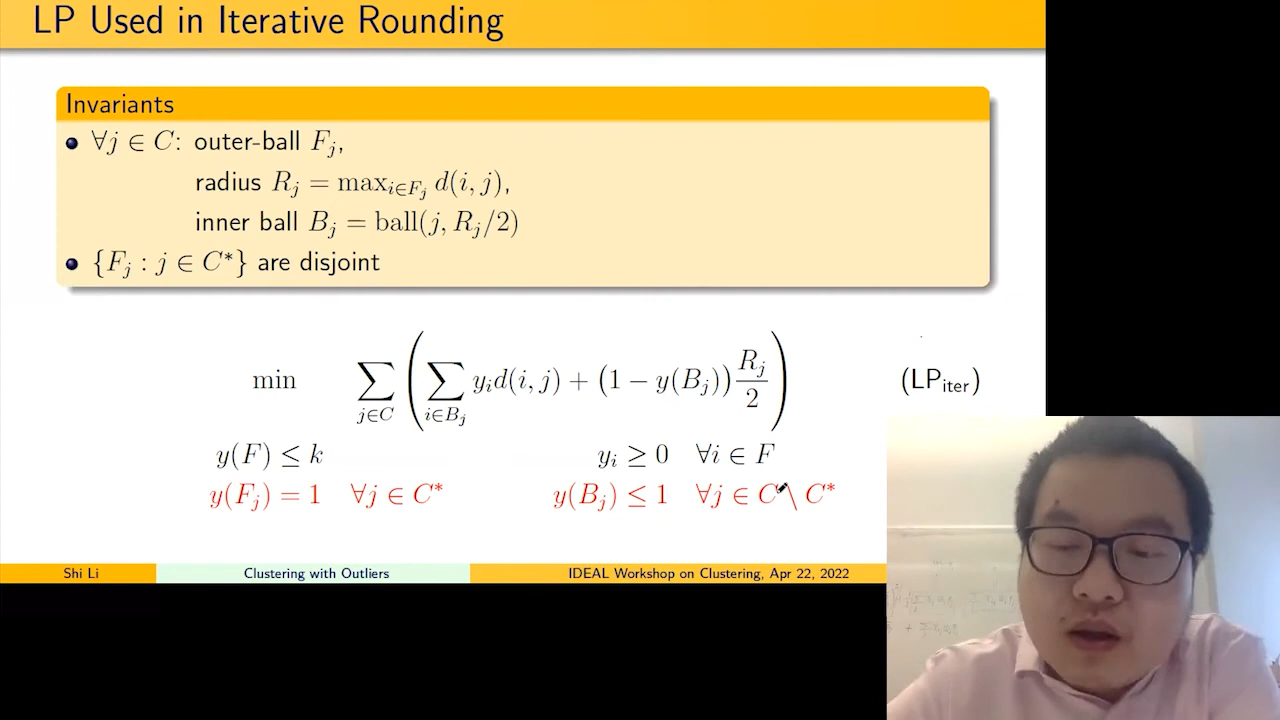 LP Used in Iterative Rounding
Invariants
∀j ∈ C: outer-ball F_j,
radius R_j = max_{i∈F_j} d(i, j),
inner ball B_j = ball(j, R_j/2)
{F_j : j ∈ C*} are disjoint
min ∑_{j∈C} ( ∑_{i∈B_j} y_i d(i, j) + (1 − y(B_j)) R_j/2 ) (LP_iter)
y(F) ≤ k y_i ≥ 0 ∀i ∈ F
y(F_j) = 1 ∀j ∈ C* y(B_j) ≤ 1 ∀j ∈ C \ C*
Shi Li Clustering with Outliers IDEAL Workshop on Clustering, Apr 22, 2022